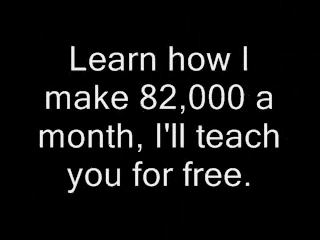 Learn how I
make 82,000 a
month, I'll teach
you for free.